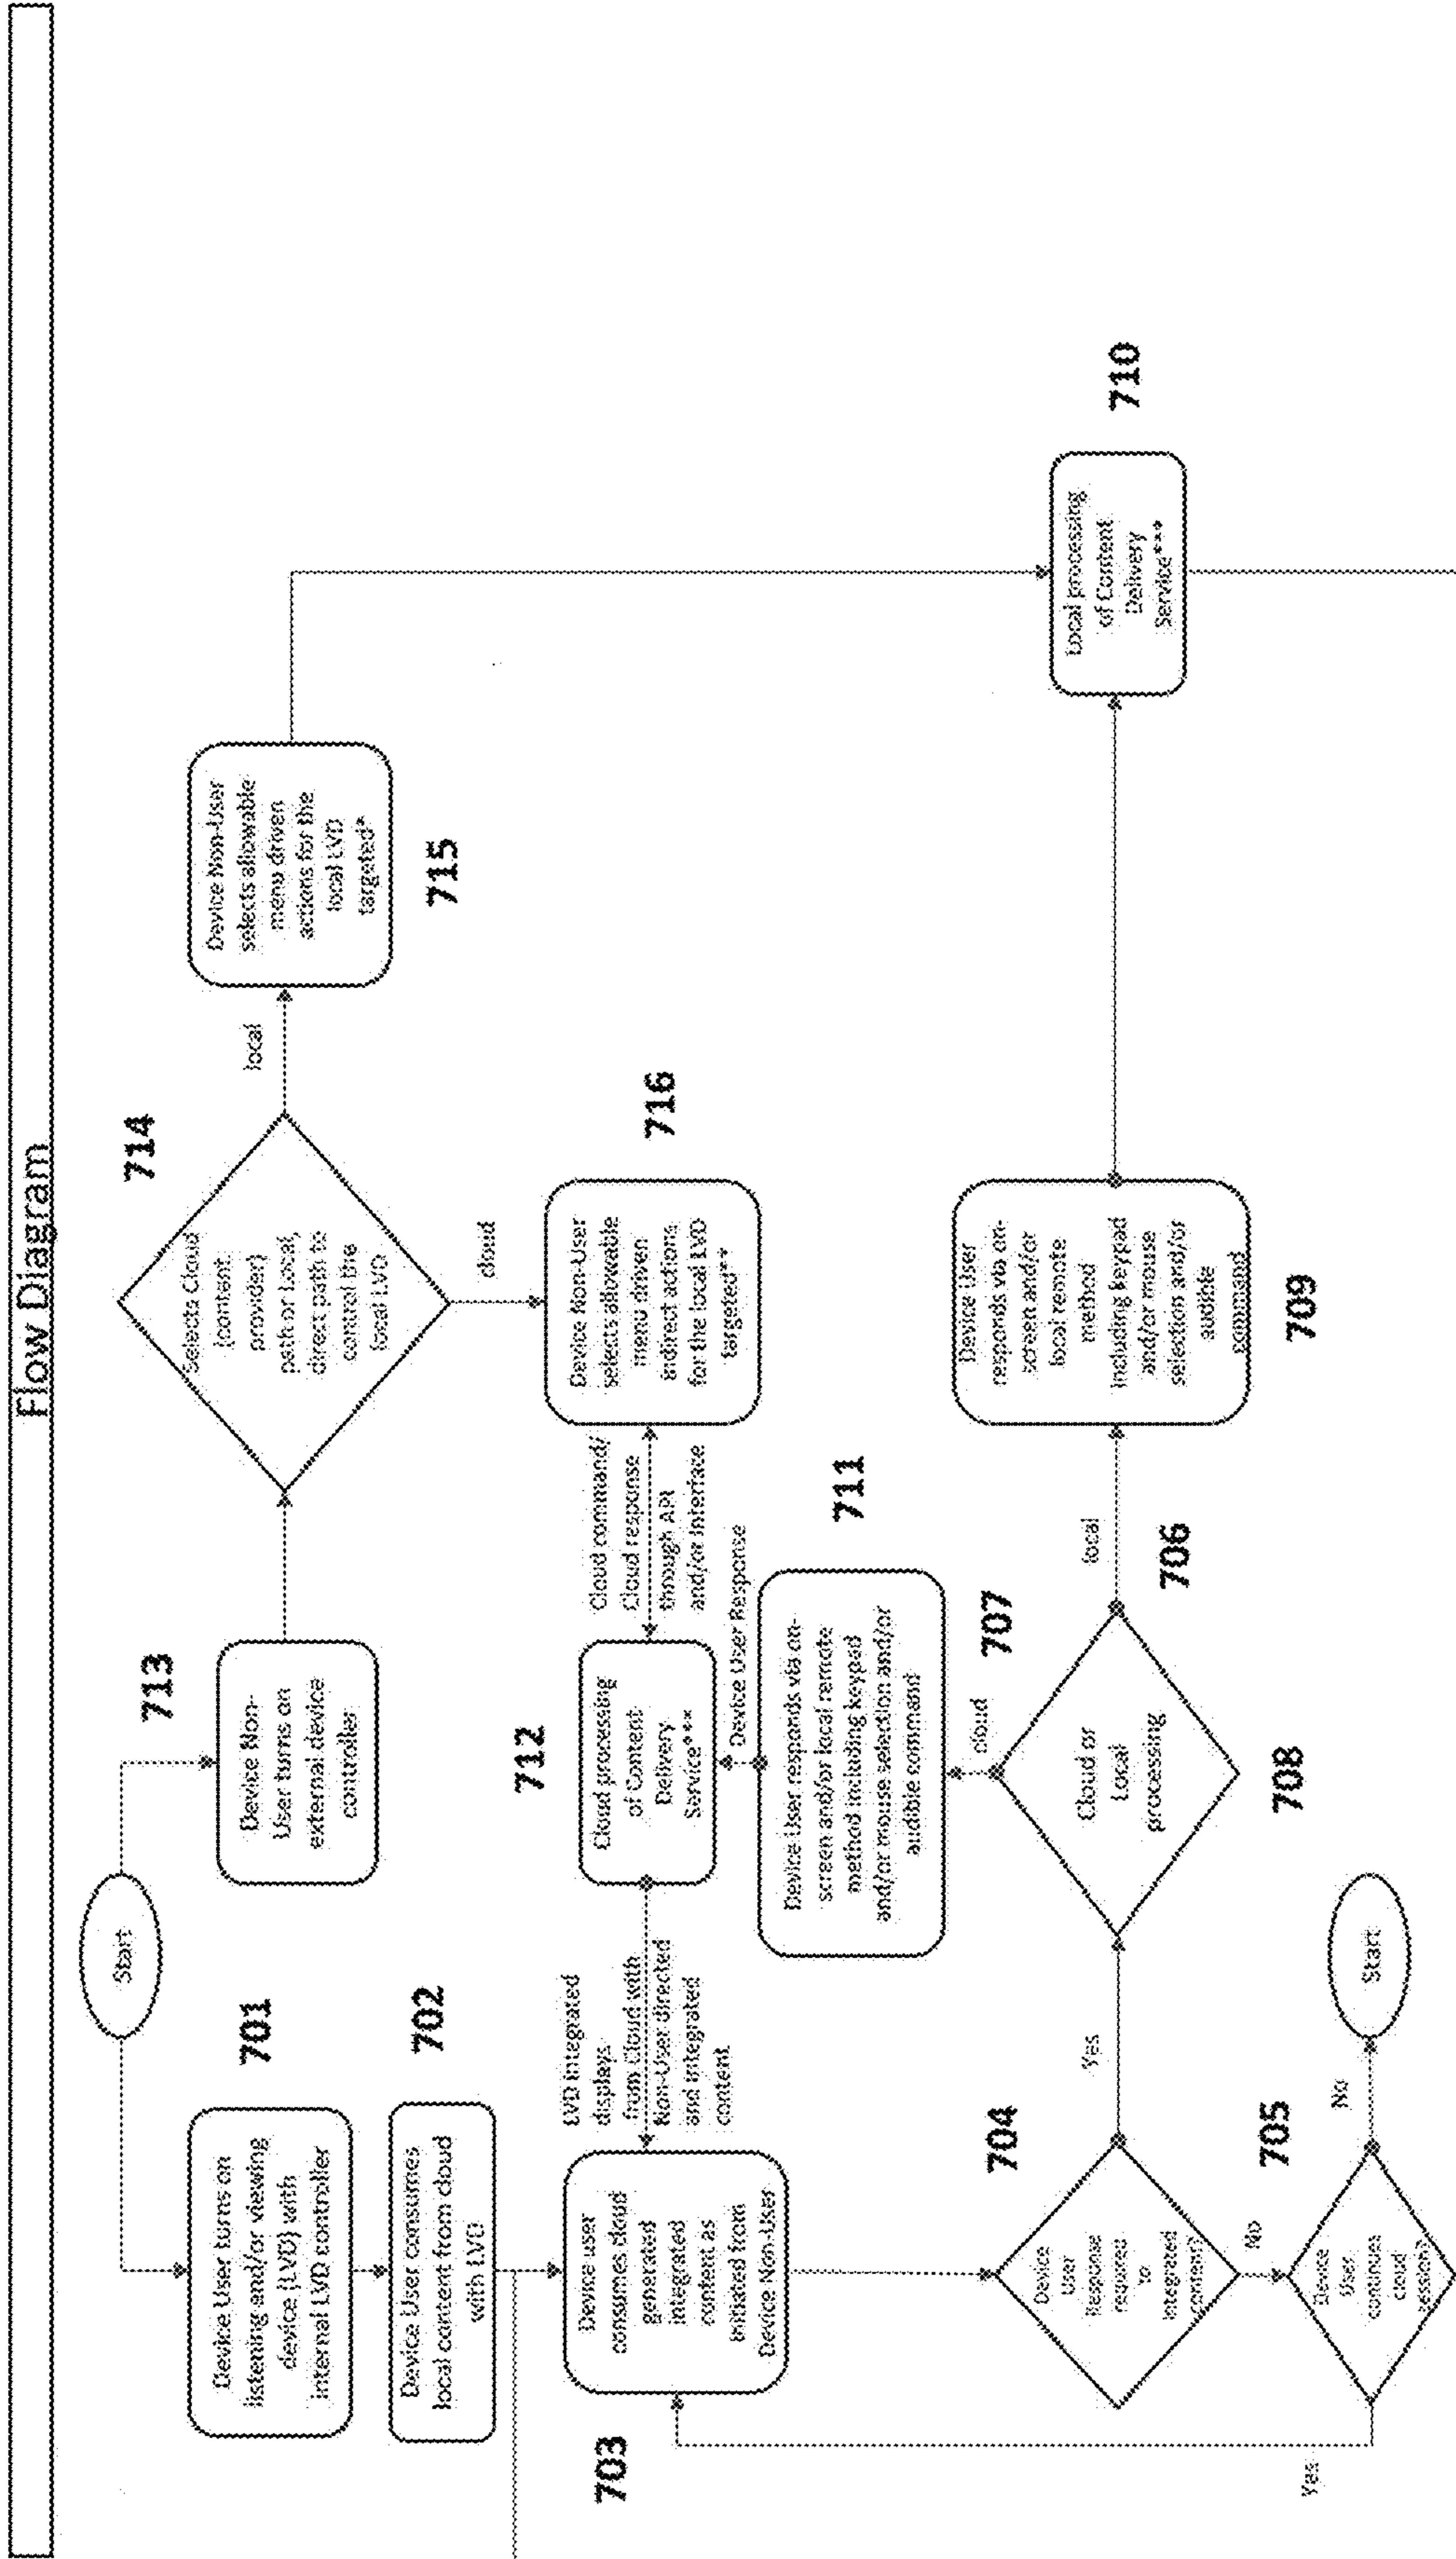 Flow Diagram
Start
Device User turns on
listening and/or viewing
device (LVD) with
internal LVD controller
701
Device User consumes
local content from cloud
with LVD
702
Device Non-
User turns on
external device
controller
713
Selects Cloud
(content
provider)
path or Local,
direct path to
control the
local LVD
714
local
Device Non-User
selects allowable
menu driven
actions for the
local LVD
targeted*
715
cloud
Device Non-User
selects allowable
menu driven
indirect actions
for the local LVD
targeted**
716
Cloud command/
Cloud response
through API
and/or Interface
Cloud processing
of Content
Delivery
Service***
712
LVD integrated
displays
from Cloud with
Non-User directed
and integrated
content
Device user
consumes cloud
generated
integrated
content as
initiated from
Device Non-User
703
Device User Response
Device User responds via on-
screen and/or local remote
method including keypad
and/or mouse selection and/or
audible command
711
cloud
707
Device
User
Response
required
to
integrated
content?
704
Yes
Cloud or
Local
processing
708
local
706
Device User
responds via on-
screen and/or
local remote
method
including keypad
and/or mouse
selection and/or
audible
command
709
Local processing
of Content
Delivery
Service***
710
No
Device
User
continues
cloud
session?
705
No
Start
Yes